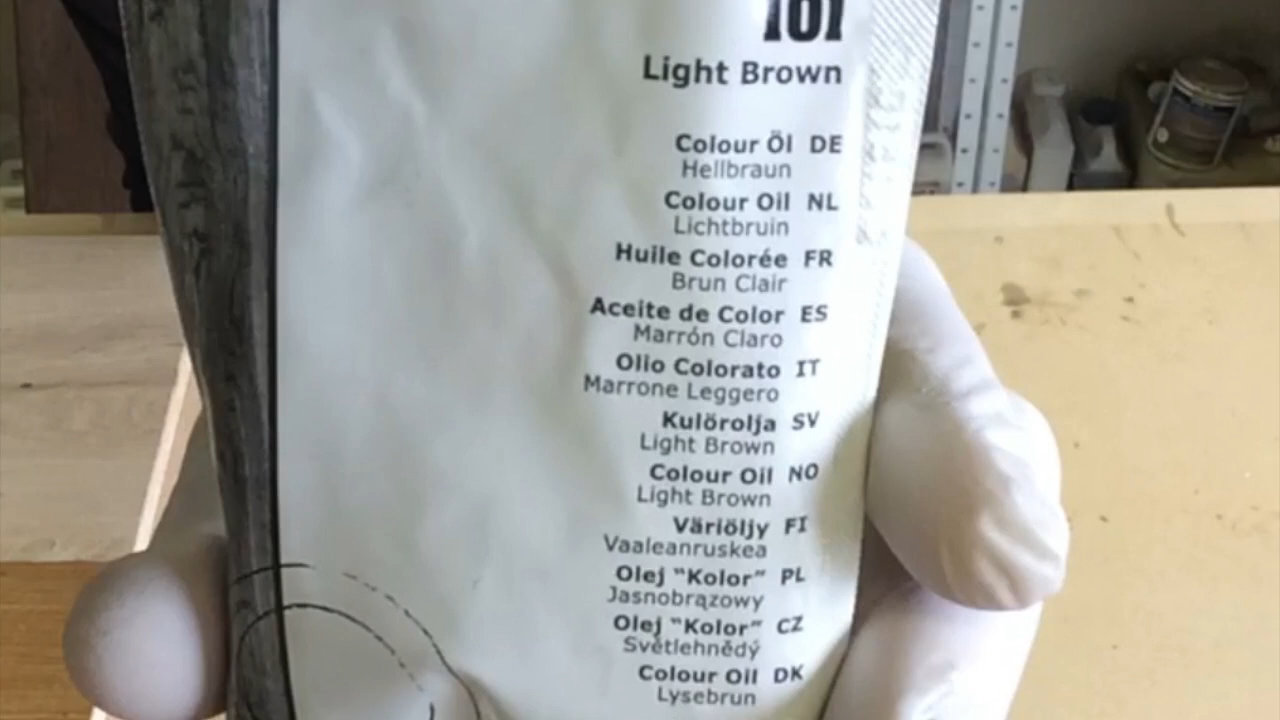 101
Light Brown
Colour Öl DE
Hellbraun
Colour Oil NL
Lichtbruin
Huile Colorée FR
Brun Clair
Aceite de Color ES
Marrón Claro
Olio Colorato IT
Marrone Leggero
Kulörolja SV
Light Brown
Colour Oil NO
Light Brown
Väriöljy FI
Vaaleanruskea
Olej “Kolor” PL
Jasnobrązowy
Olej “Kolor” CZ
Světlehnědý
Colour Oil DK
Lysebrun